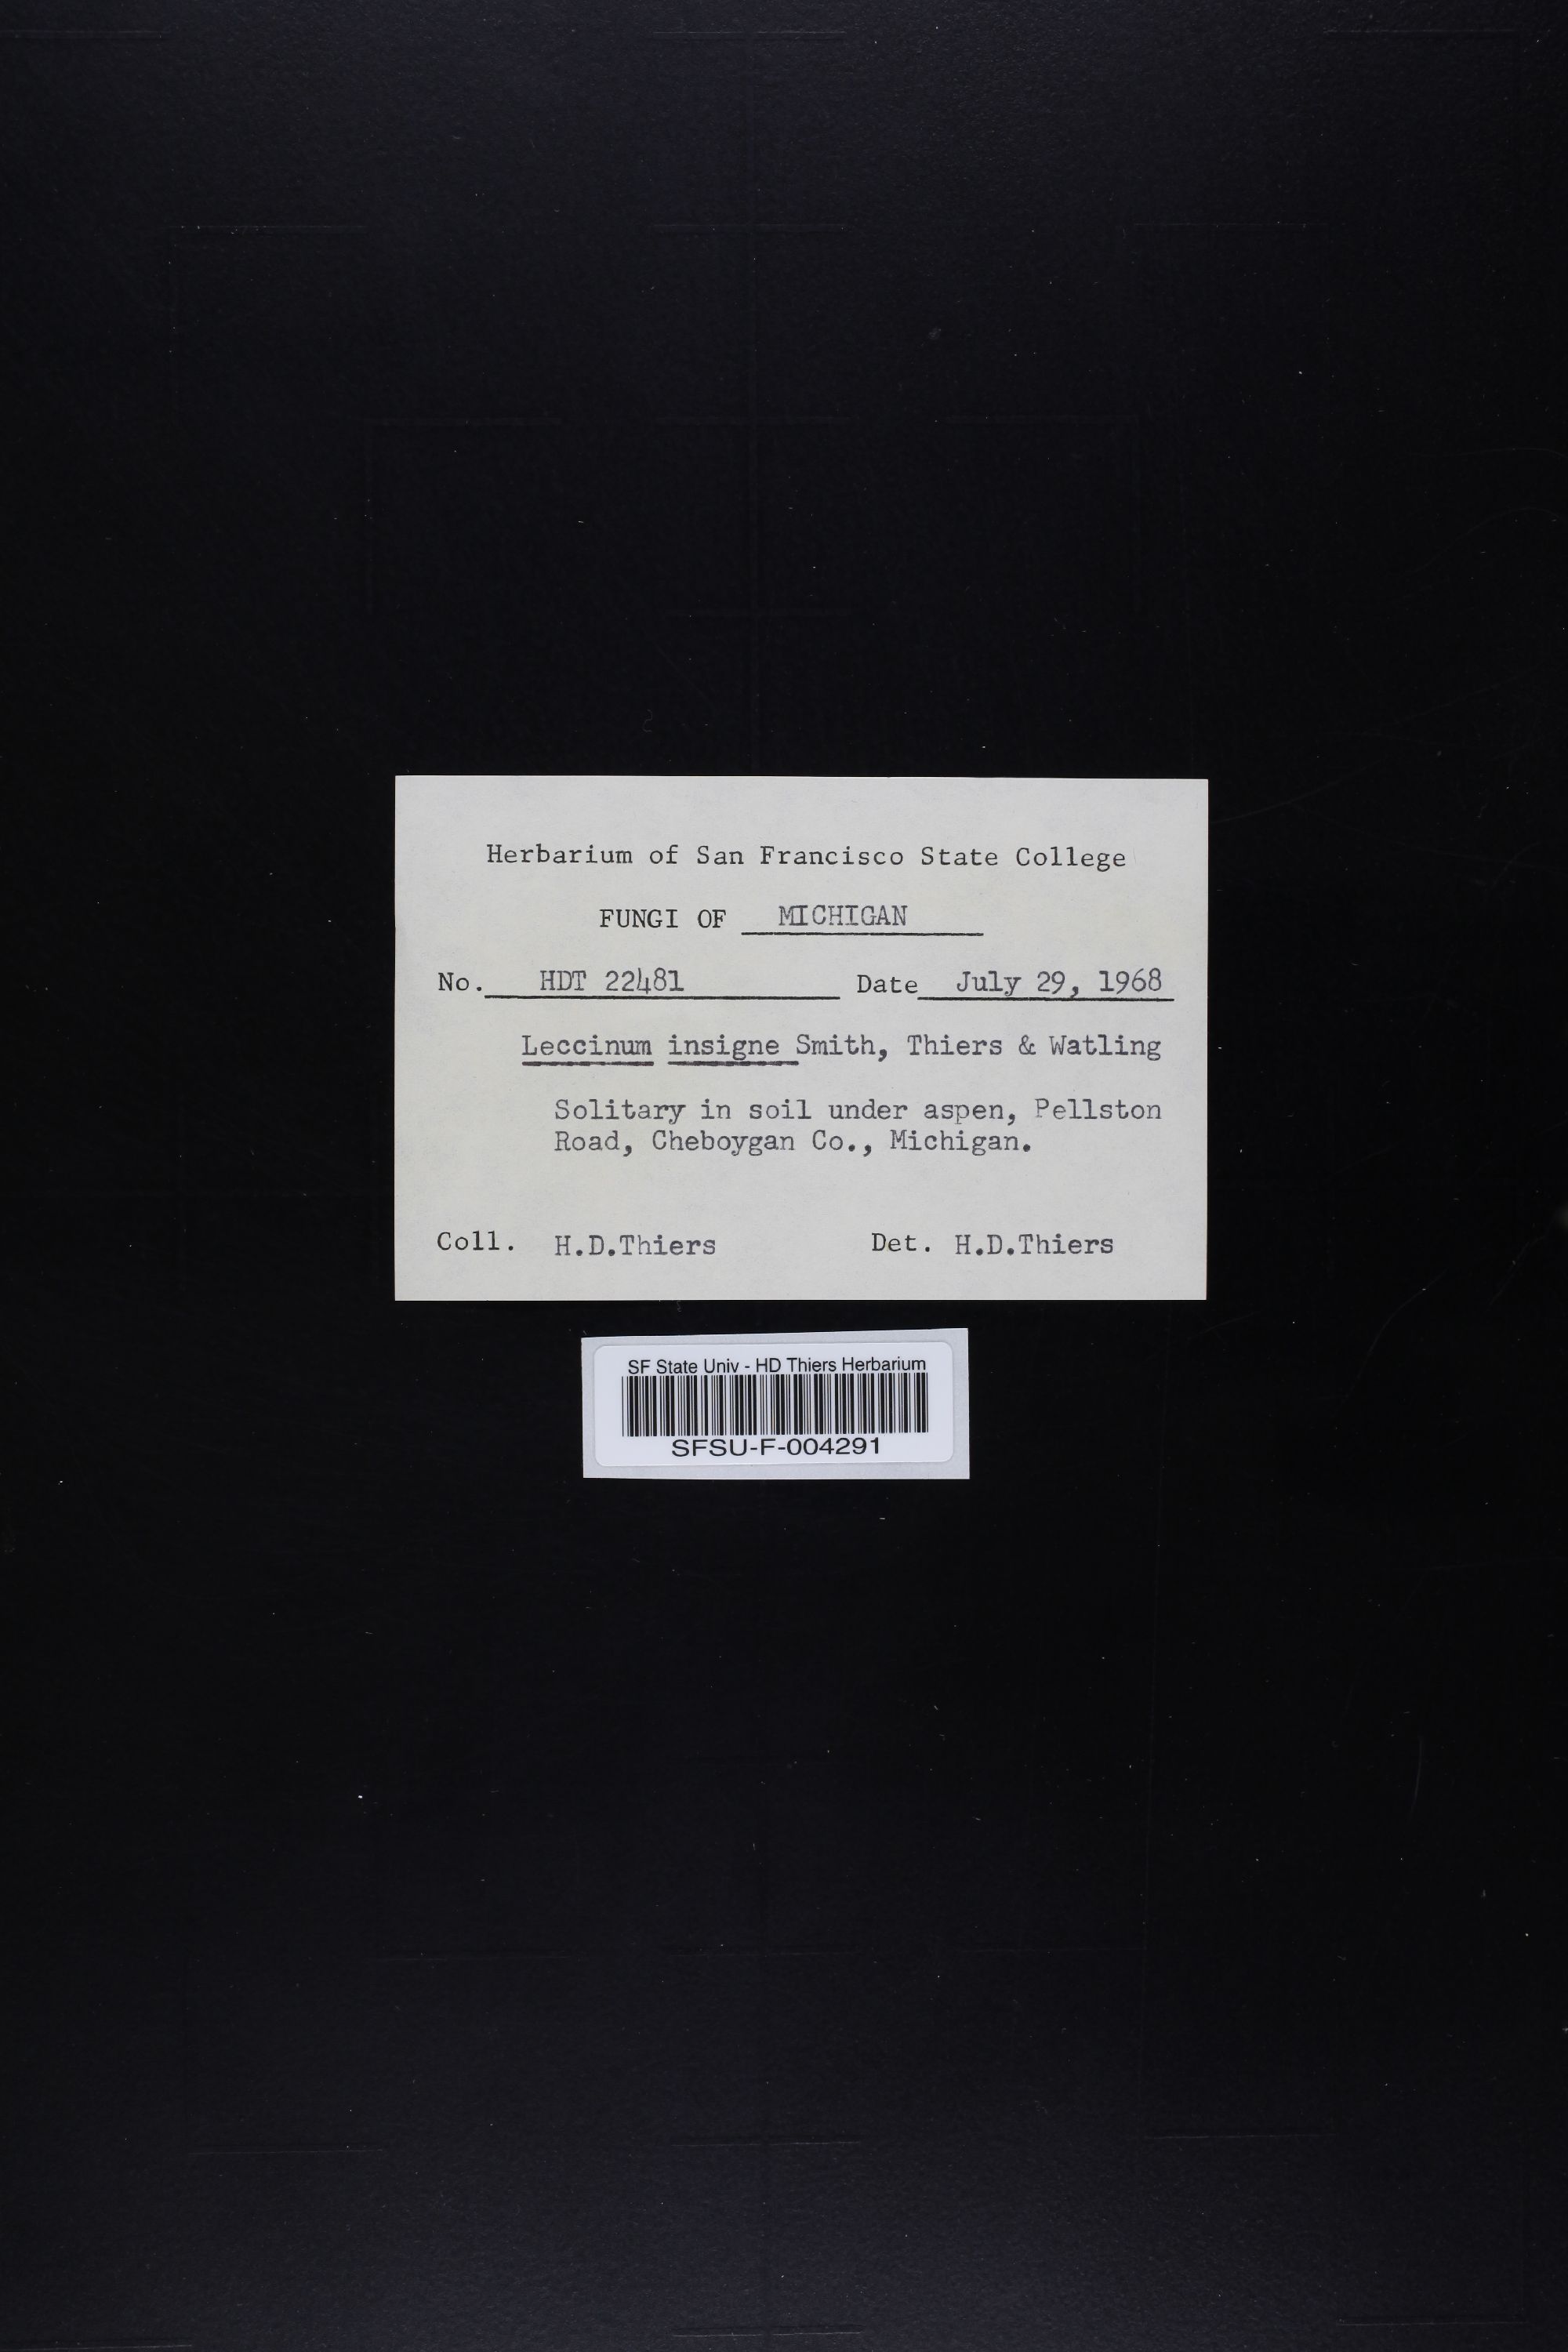 Herbarium of San Francisco State College
FUNGI OF MICHIGAN
No. HDT 22481 Date July 29, 1968
Leccinum insigne Smith, Thiers & Watling
Solitary in soil under aspen, Pellston
Road, Cheboygan Co., Michigan.
Coll. H.D.Thiers Det. H.D.Thiers
SF State Univ - HD Thiers Herbarium
SFSU-F-004291